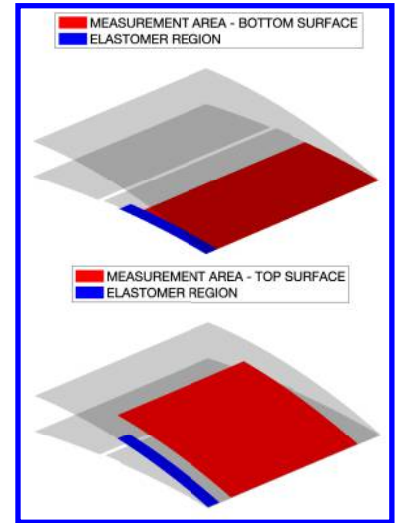 MEASUREMENT AREA - BOTTOM SURFACE
ELASTOMER REGION
MEASUREMENT AREA - TOP SURFACE
ELASTOMER REGION